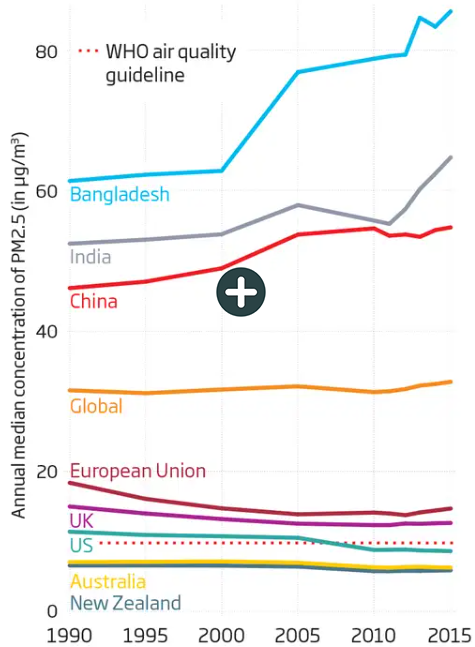 Annual median concentration of PM2.5 (in µg/m³)
80
WHO air quality
guideline
60
Bangladesh
India
China
40
Global
20
European Union
UK
US
Australia
New Zealand
0
1990 1995 2000 2005 2010 2015